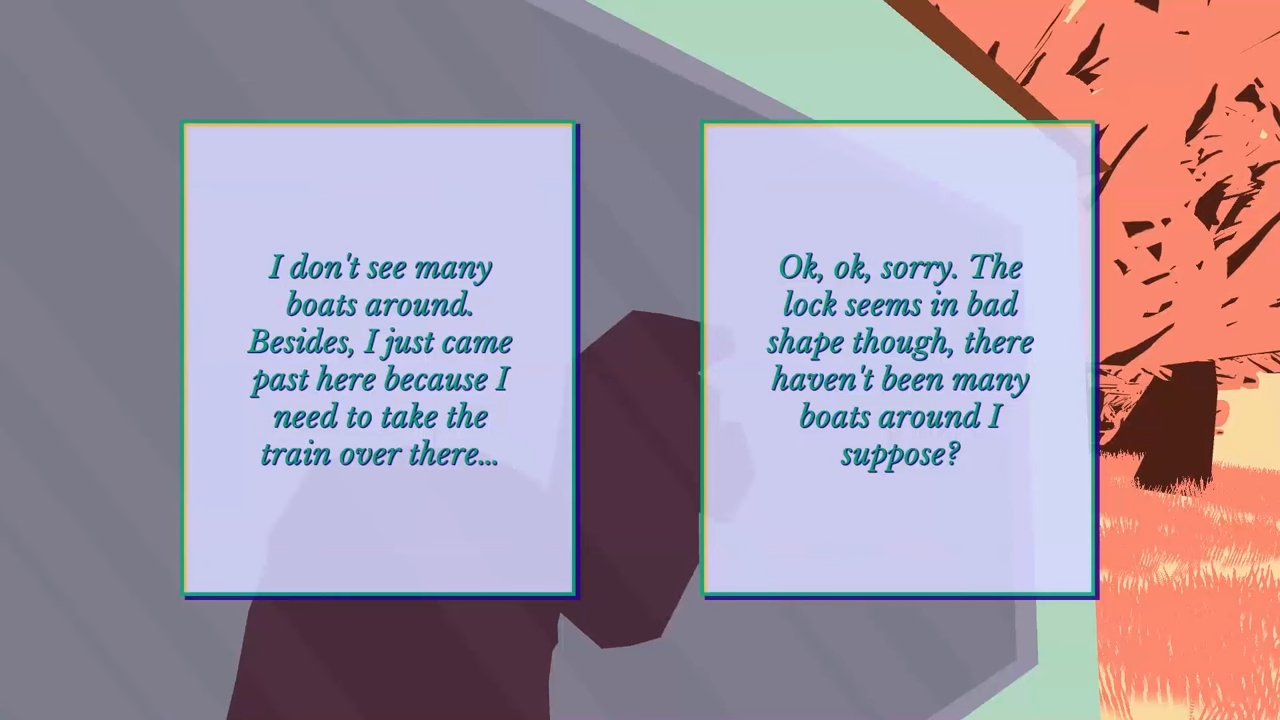 I don't see many
boats around.
Besides, I just came
past here because I
need to take the
train over there...
Ok, ok, sorry. The
lock seems in bad
shape though, there
haven't been many
boats around I
suppose?